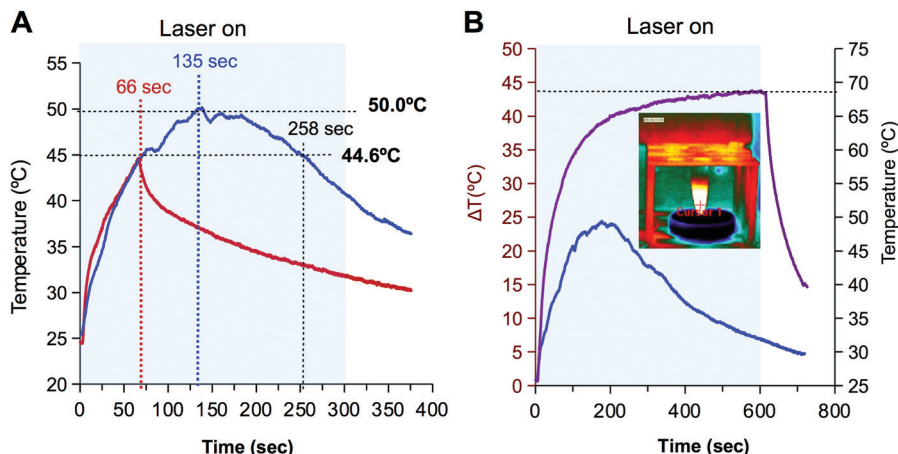 A
Laser on
55
50
45
40
35
30
25
20
Temperature (ºC)
66 sec
135 sec
50.0ºC
258 sec
44.6ºC
0 50 100 150 200 250 300 350 400
Time (sec)
B
Laser on
50
45
40
35
30
25
20
15
10
5
0
ΔT(ºC)
Cursor 1
75
70
65
60
55
50
45
40
35
30
25
Temperature (ºC)
0 200 400 600 800
Time (sec)